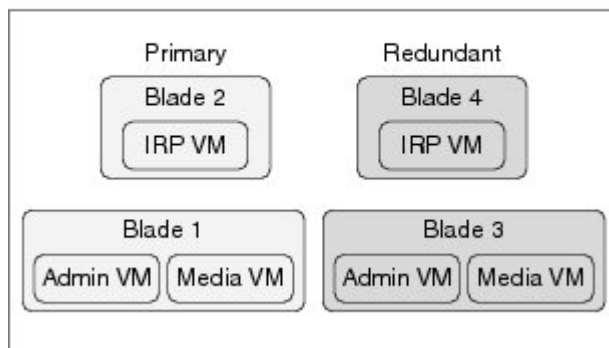 Primary
Redundant
Blade 2
IRP VM
Blade 4
IRP VM
Blade 1
Admin VM
Media VM
Blade 3
Admin VM
Media VM